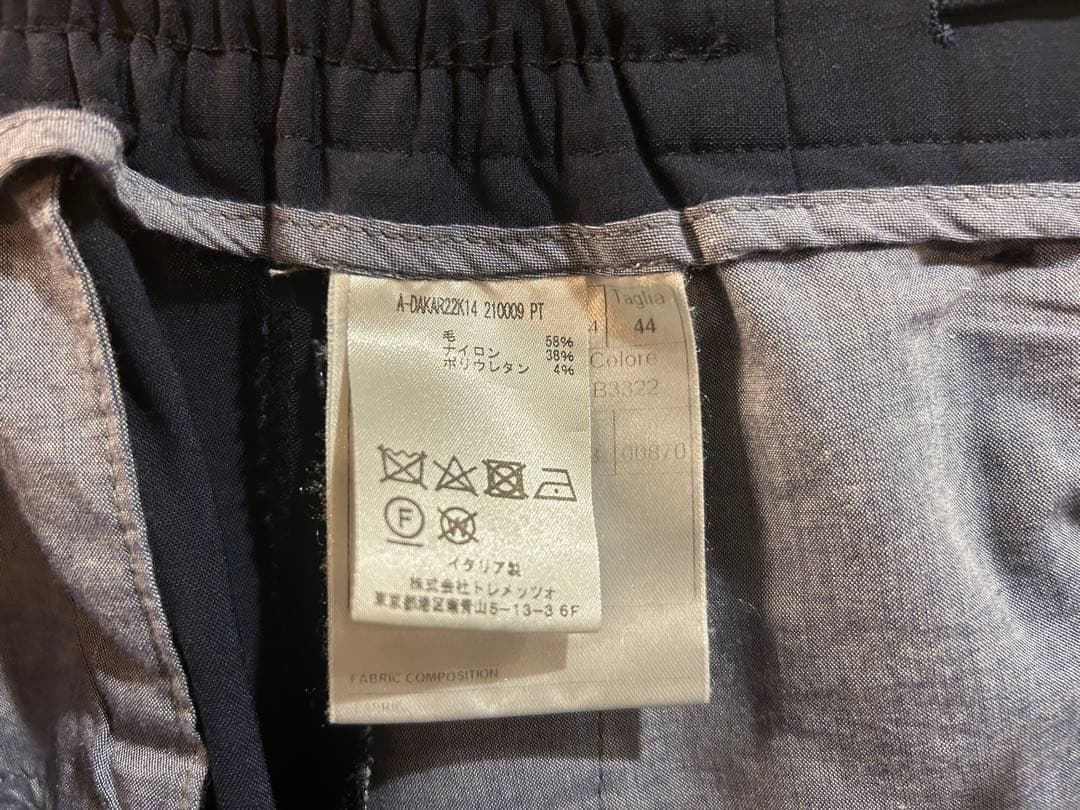 A-DAKAR22K14 210009 PT
毛 58%
ナイロン 38%
ポリウレタン 4%
F
W
イタリア製
株式会社トレメッツォ
東京都港区南青山5-13-3 6F
Taglia
4 44
Colore
B3322
00870
FABRIC COMPOSITION
FABRIC